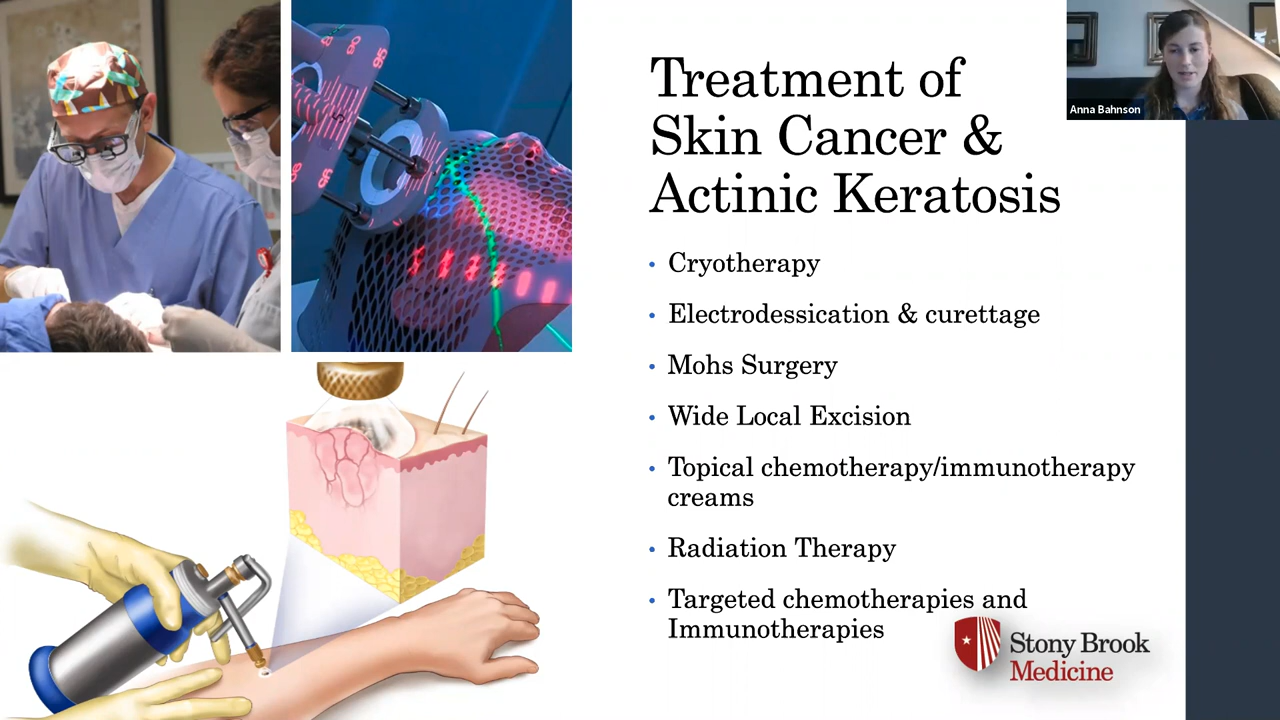 Treatment of
Skin Cancer &
Actinic Keratosis
• Cryotherapy
• Electrodessication & curettage
• Mohs Surgery
• Wide Local Excision
• Topical chemotherapy/immunotherapy
creams
• Radiation Therapy
• Targeted chemotherapies and
Immunotherapies
Stony Brook
Medicine
Anna Bahnson